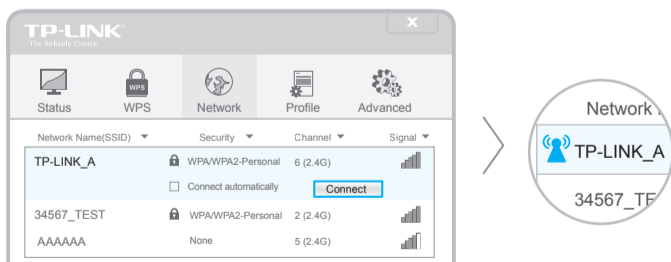 TP-LINK®
The Reliable Choice
X
WPS
Status WPS Network Profile Advanced
Network Name(SSID) Security Channel Signal
TP-LINK_A WPA/WPA2-Personal 6 (2.4G)
Connect automatically Connect
34567_TEST WPA/WPA2-Personal 2 (2.4G)
AAAAAA None 5 (2.4G)
Network
TP-LINK_A
34567_TE